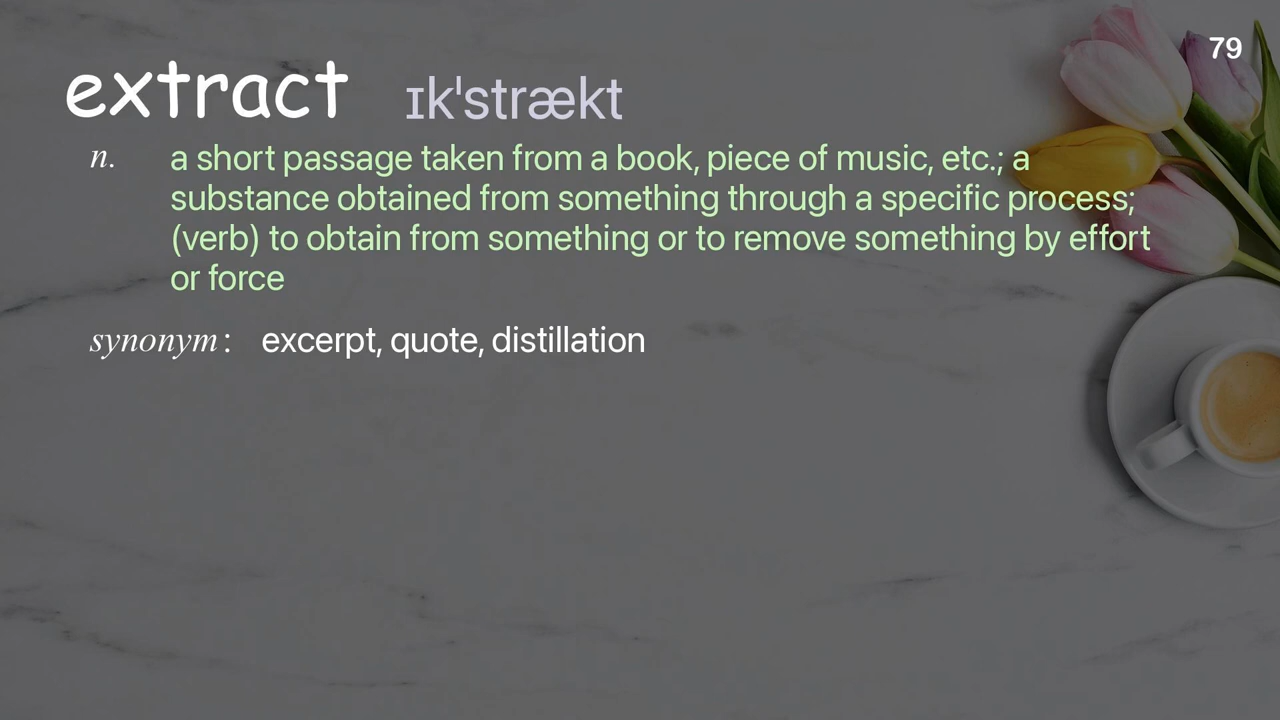 79
extract ɪk'strækt
n. a short passage taken from a book, piece of music, etc.; a
substance obtained from something through a specific process;
(verb) to obtain from something or to remove something by effort
or force
synonym : excerpt, quote, distillation